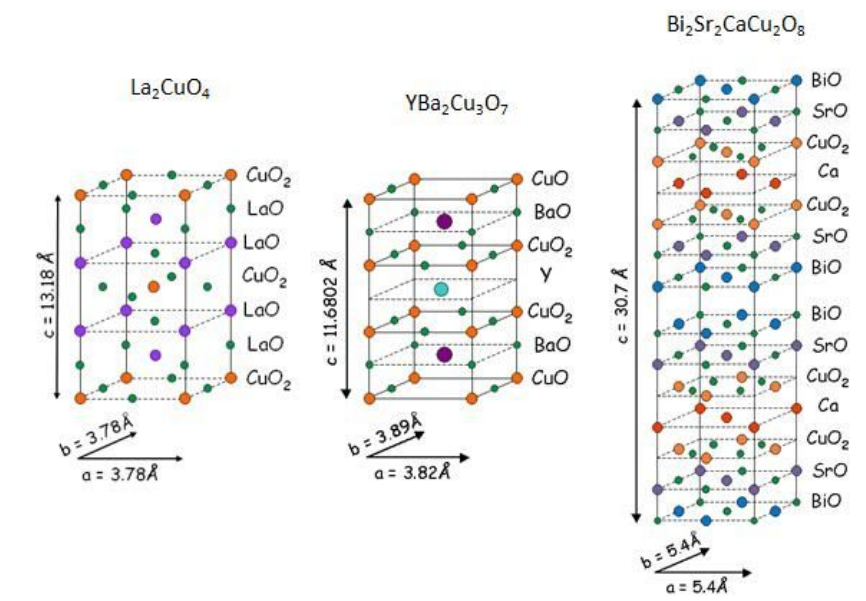 La₂CuO₄
CuO₂
LaO
LaO
CuO₂
LaO
LaO
CuO₂
c = 13.18 Å
b = 3.78Å
a = 3.78Å
YBa₂Cu₃O₇
CuO
BaO
CuO₂
Y
CuO₂
BaO
CuO
c = 11.6802 Å
b = 3.89Å
a = 3.82Å
Bi₂Sr₂CaCu₂O₈
BiO
SrO
CuO₂
Ca
CuO₂
SrO
BiO
BiO
SrO
CuO₂
Ca
CuO₂
SrO
BiO
c = 30.7 Å
b = 5.4Å
a = 5.4Å